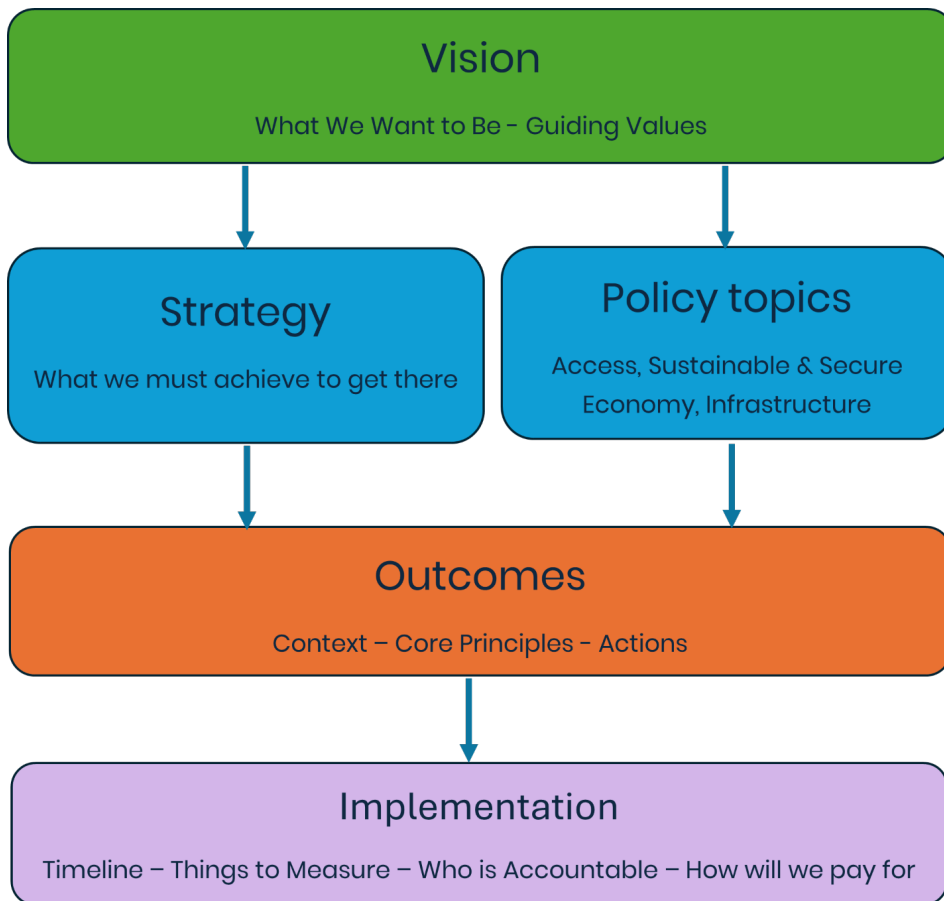 Vision
What We Want to Be - Guiding Values
Strategy
What we must achieve to get there
Policy topics
Access, Sustainable & Secure
Economy, Infrastructure
Outcomes
Context – Core Principles - Actions
Implementation
Timeline – Things to Measure – Who is Accountable – How will we pay for